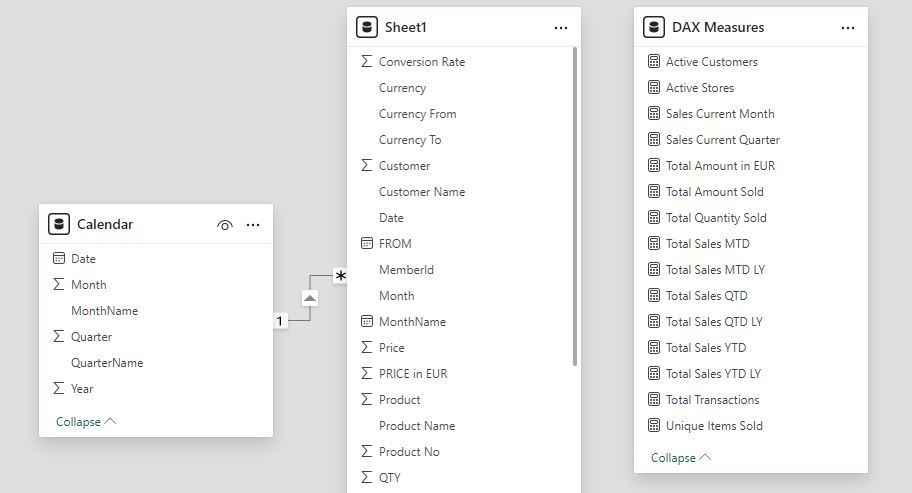 Calendar
Date
Month
MonthName
Quarter
QuarterName
Year
Collapse
1
*
Sheet1
Conversion Rate
Currency
Currency From
Currency To
Customer
Customer Name
Date
FROM
MemberId
Month
MonthName
Price
PRICE in EUR
Product
Product Name
Product No
QTY
DAX Measures
Active Customers
Active Stores
Sales Current Month
Sales Current Quarter
Total Amount in EUR
Total Amount Sold
Total Quantity Sold
Total Sales MTD
Total Sales MTD LY
Total Sales QTD
Total Sales QTD LY
Total Sales YTD
Total Sales YTD LY
Total Transactions
Unique Items Sold
Collapse